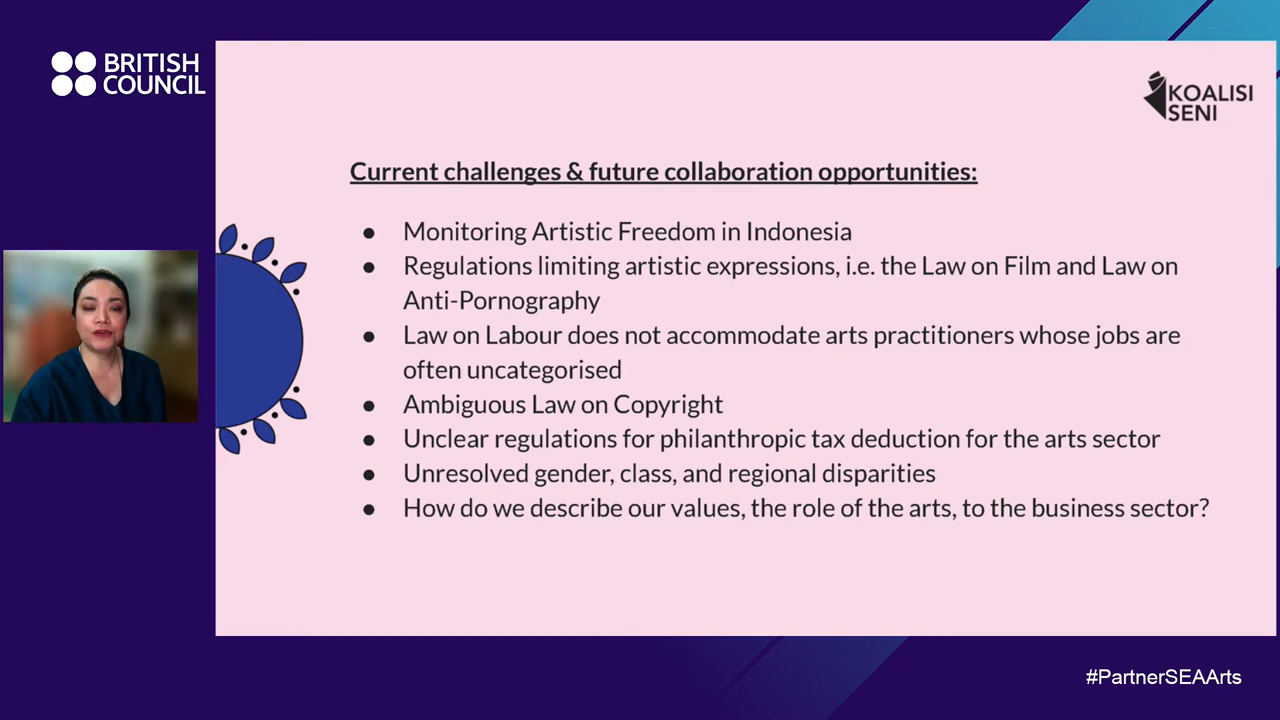 BRITISH
COUNCIL
KOALISI
SENI
Current challenges & future collaboration opportunities:
● Monitoring Artistic Freedom in Indonesia
● Regulations limiting artistic expressions, i.e. the Law on Film and Law on
Anti-Pornography
● Law on Labour does not accommodate arts practitioners whose jobs are
often uncategorised
● Ambiguous Law on Copyright
● Unclear regulations for philanthropic tax deduction for the arts sector
● Unresolved gender, class, and regional disparities
● How do we describe our values, the role of the arts, to the business sector?
#PartnerSEAArts